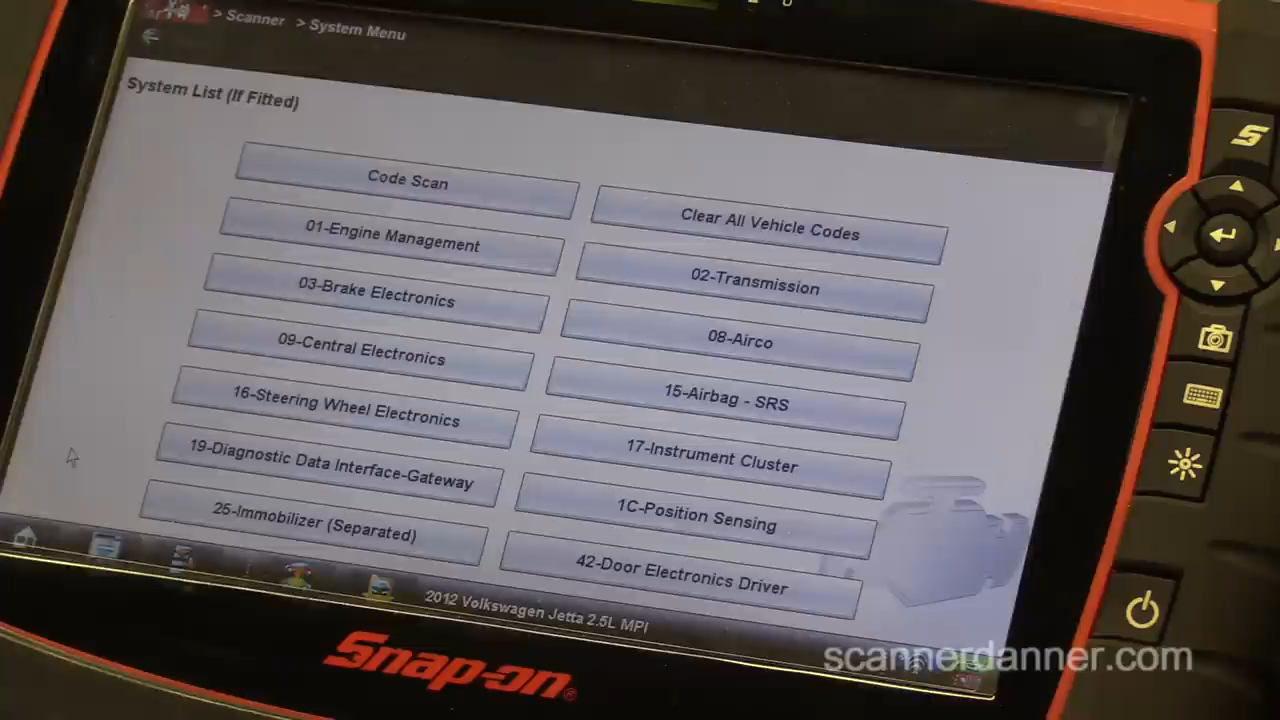 > Scanner > System Menu
System List (If Fitted)
Code Scan
Clear All Vehicle Codes
01-Engine Management
02-Transmission
03-Brake Electronics
08-Airco
09-Central Electronics
15-Airbag - SRS
16-Steering Wheel Electronics
17-Instrument Cluster
19-Diagnostic Data Interface-Gateway
1C-Position Sensing
25-Immobilizer (Separated)
42-Door Electronics Driver
2012 Volkswagen Jetta 2.5L MPI
Snap-on
scannerdanner.com